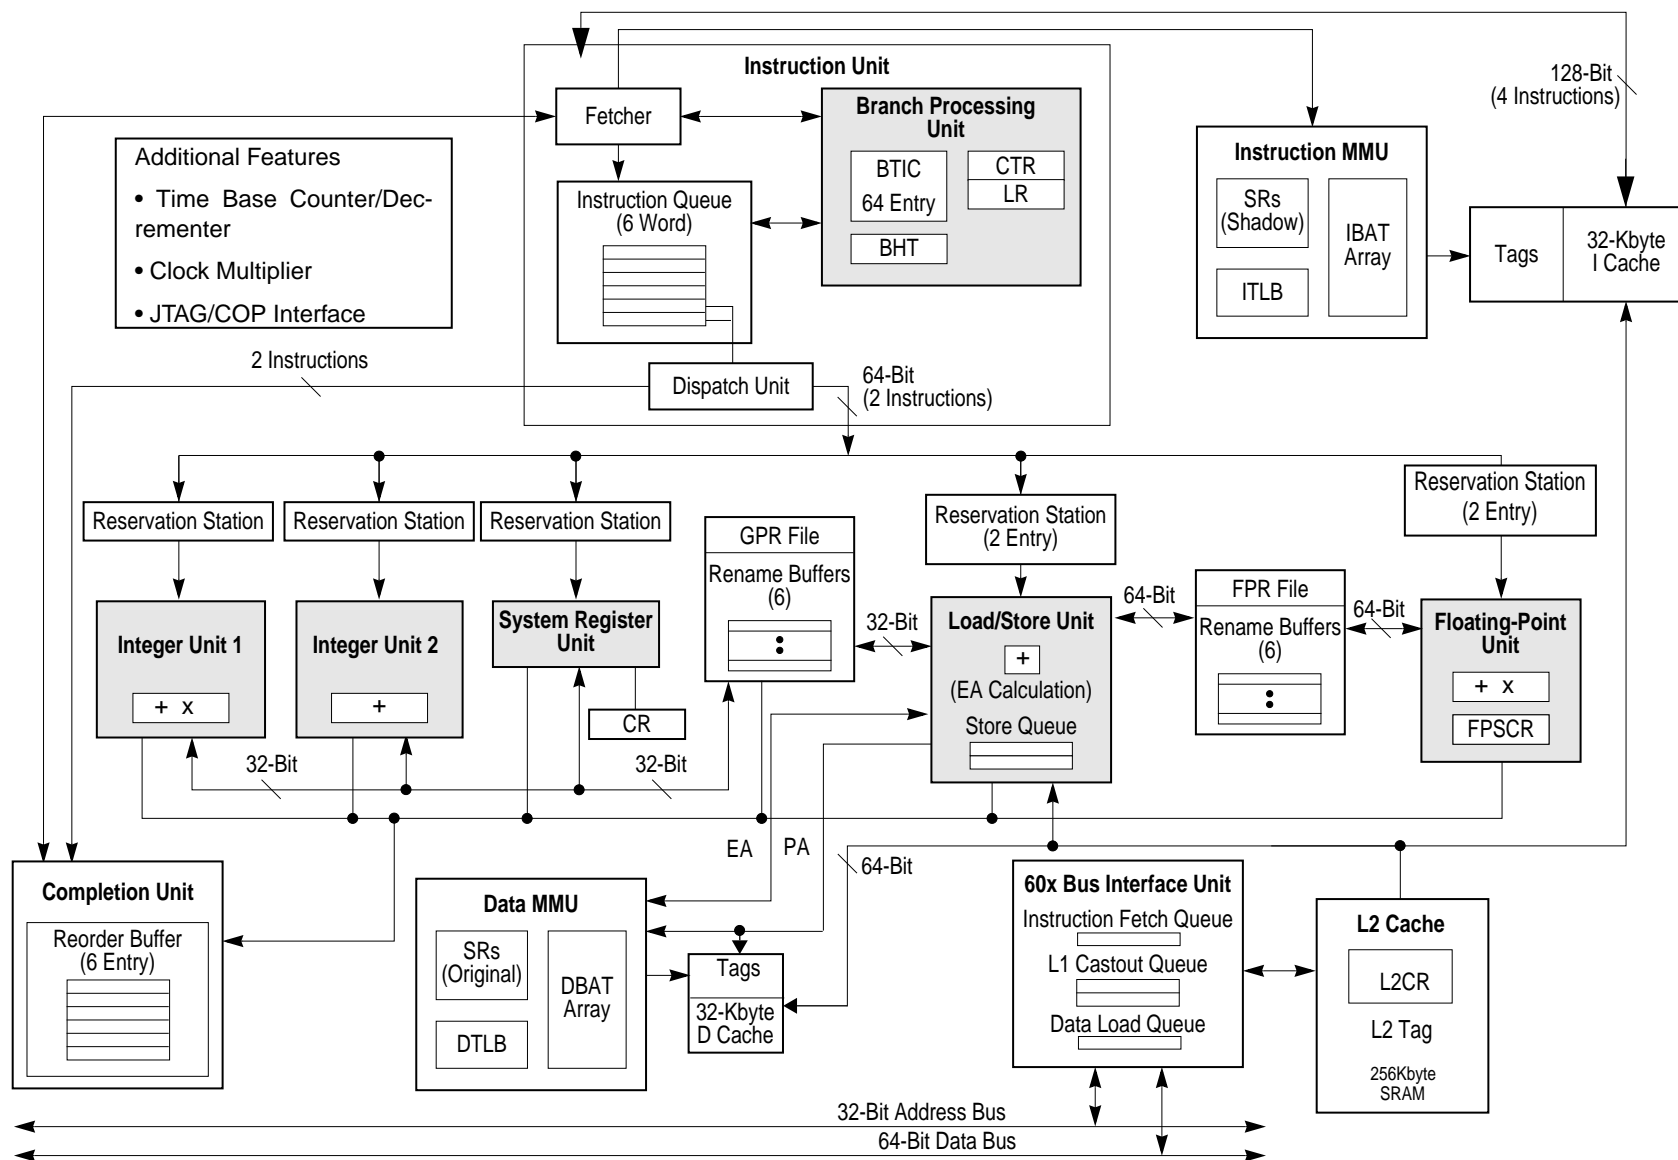 Instruction Unit
Fetcher
Branch Processing
Unit
BTIC
64 Entry
CTR
LR
BHT
Instruction Queue
(6 Word)
Dispatch Unit
128-Bit
(4 Instructions)
Additional Features
• Time Base Counter/Dec-
rementer
• Clock Multiplier
• JTAG/COP Interface
Instruction MMU
SRs
(Shadow)
IBAT
Array
ITLB
Tags
32-Kbyte
I Cache
2 Instructions
64-Bit
(2 Instructions)
Reservation Station
Reservation Station
Reservation Station
Reservation Station
(2 Entry)
Reservation Station
(2 Entry)
GPR File
Rename Buffers
(6)
FPR File
Rename Buffers
(6)
Integer Unit 1
+ x
Integer Unit 2
+
System Register
Unit
CR
32-Bit
32-Bit
32-Bit
Load/Store Unit
+
(EA Calculation)
Store Queue
64-Bit
64-Bit
Floating-Point
Unit
+ x
FPSCR
EA
PA
64-Bit
Completion Unit
Reorder Buffer
(6 Entry)
Data MMU
SRs
(Original)
DBAT
Array
DTLB
Tags
32-Kbyte
D Cache
60x Bus Interface Unit
Instruction Fetch Queue
L1 Castout Queue
Data Load Queue
L2 Cache
L2CR
L2 Tag
256Kbyte
SRAM
32-Bit Address Bus
64-Bit Data Bus